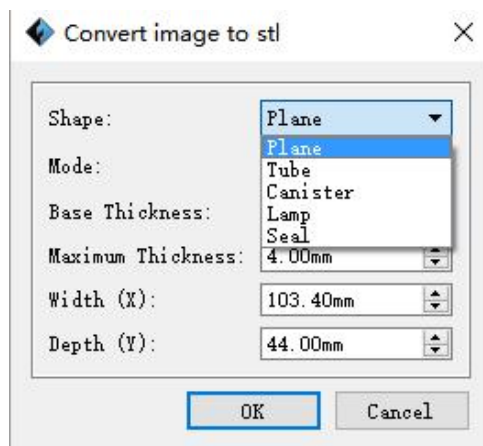 Convert image to stl
Shape: Plane
Plane
Mode:
Tube
Canister
Base Thickness:
Lamp
Seal
Maximum Thickness: 4.00mm
Width (X): 103.40mm
Depth (Y): 44.00mm
OK Cancel